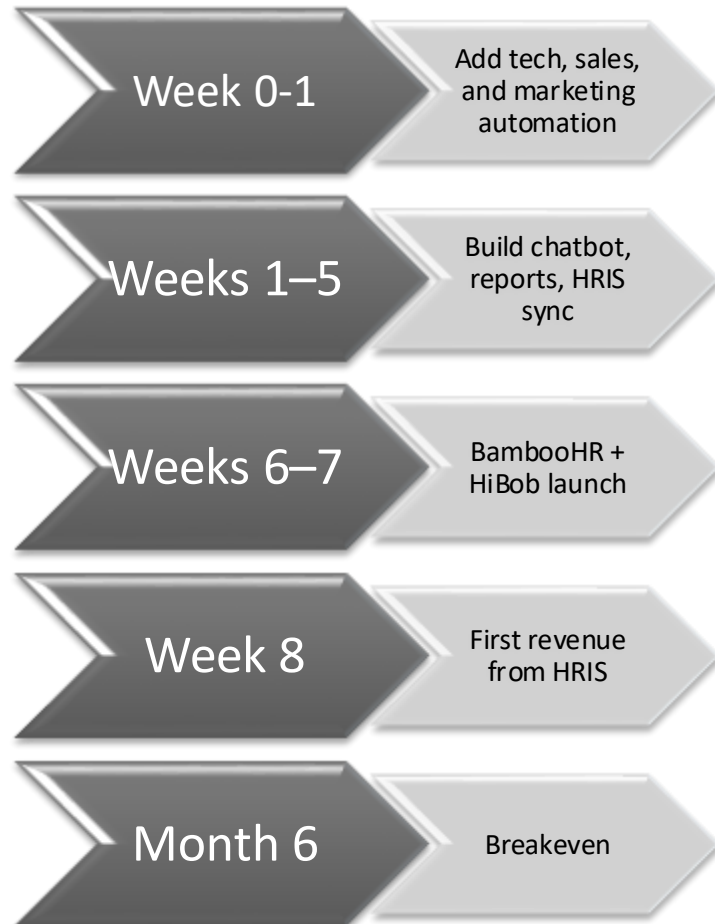 Week 0-1
Add tech, sales,
and marketing
automation
Weeks 1–5
Build chatbot,
reports, HRIS
sync
Weeks 6–7
BambooHR +
HiBob launch
Week 8
First revenue
from HRIS
Month 6
Breakeven